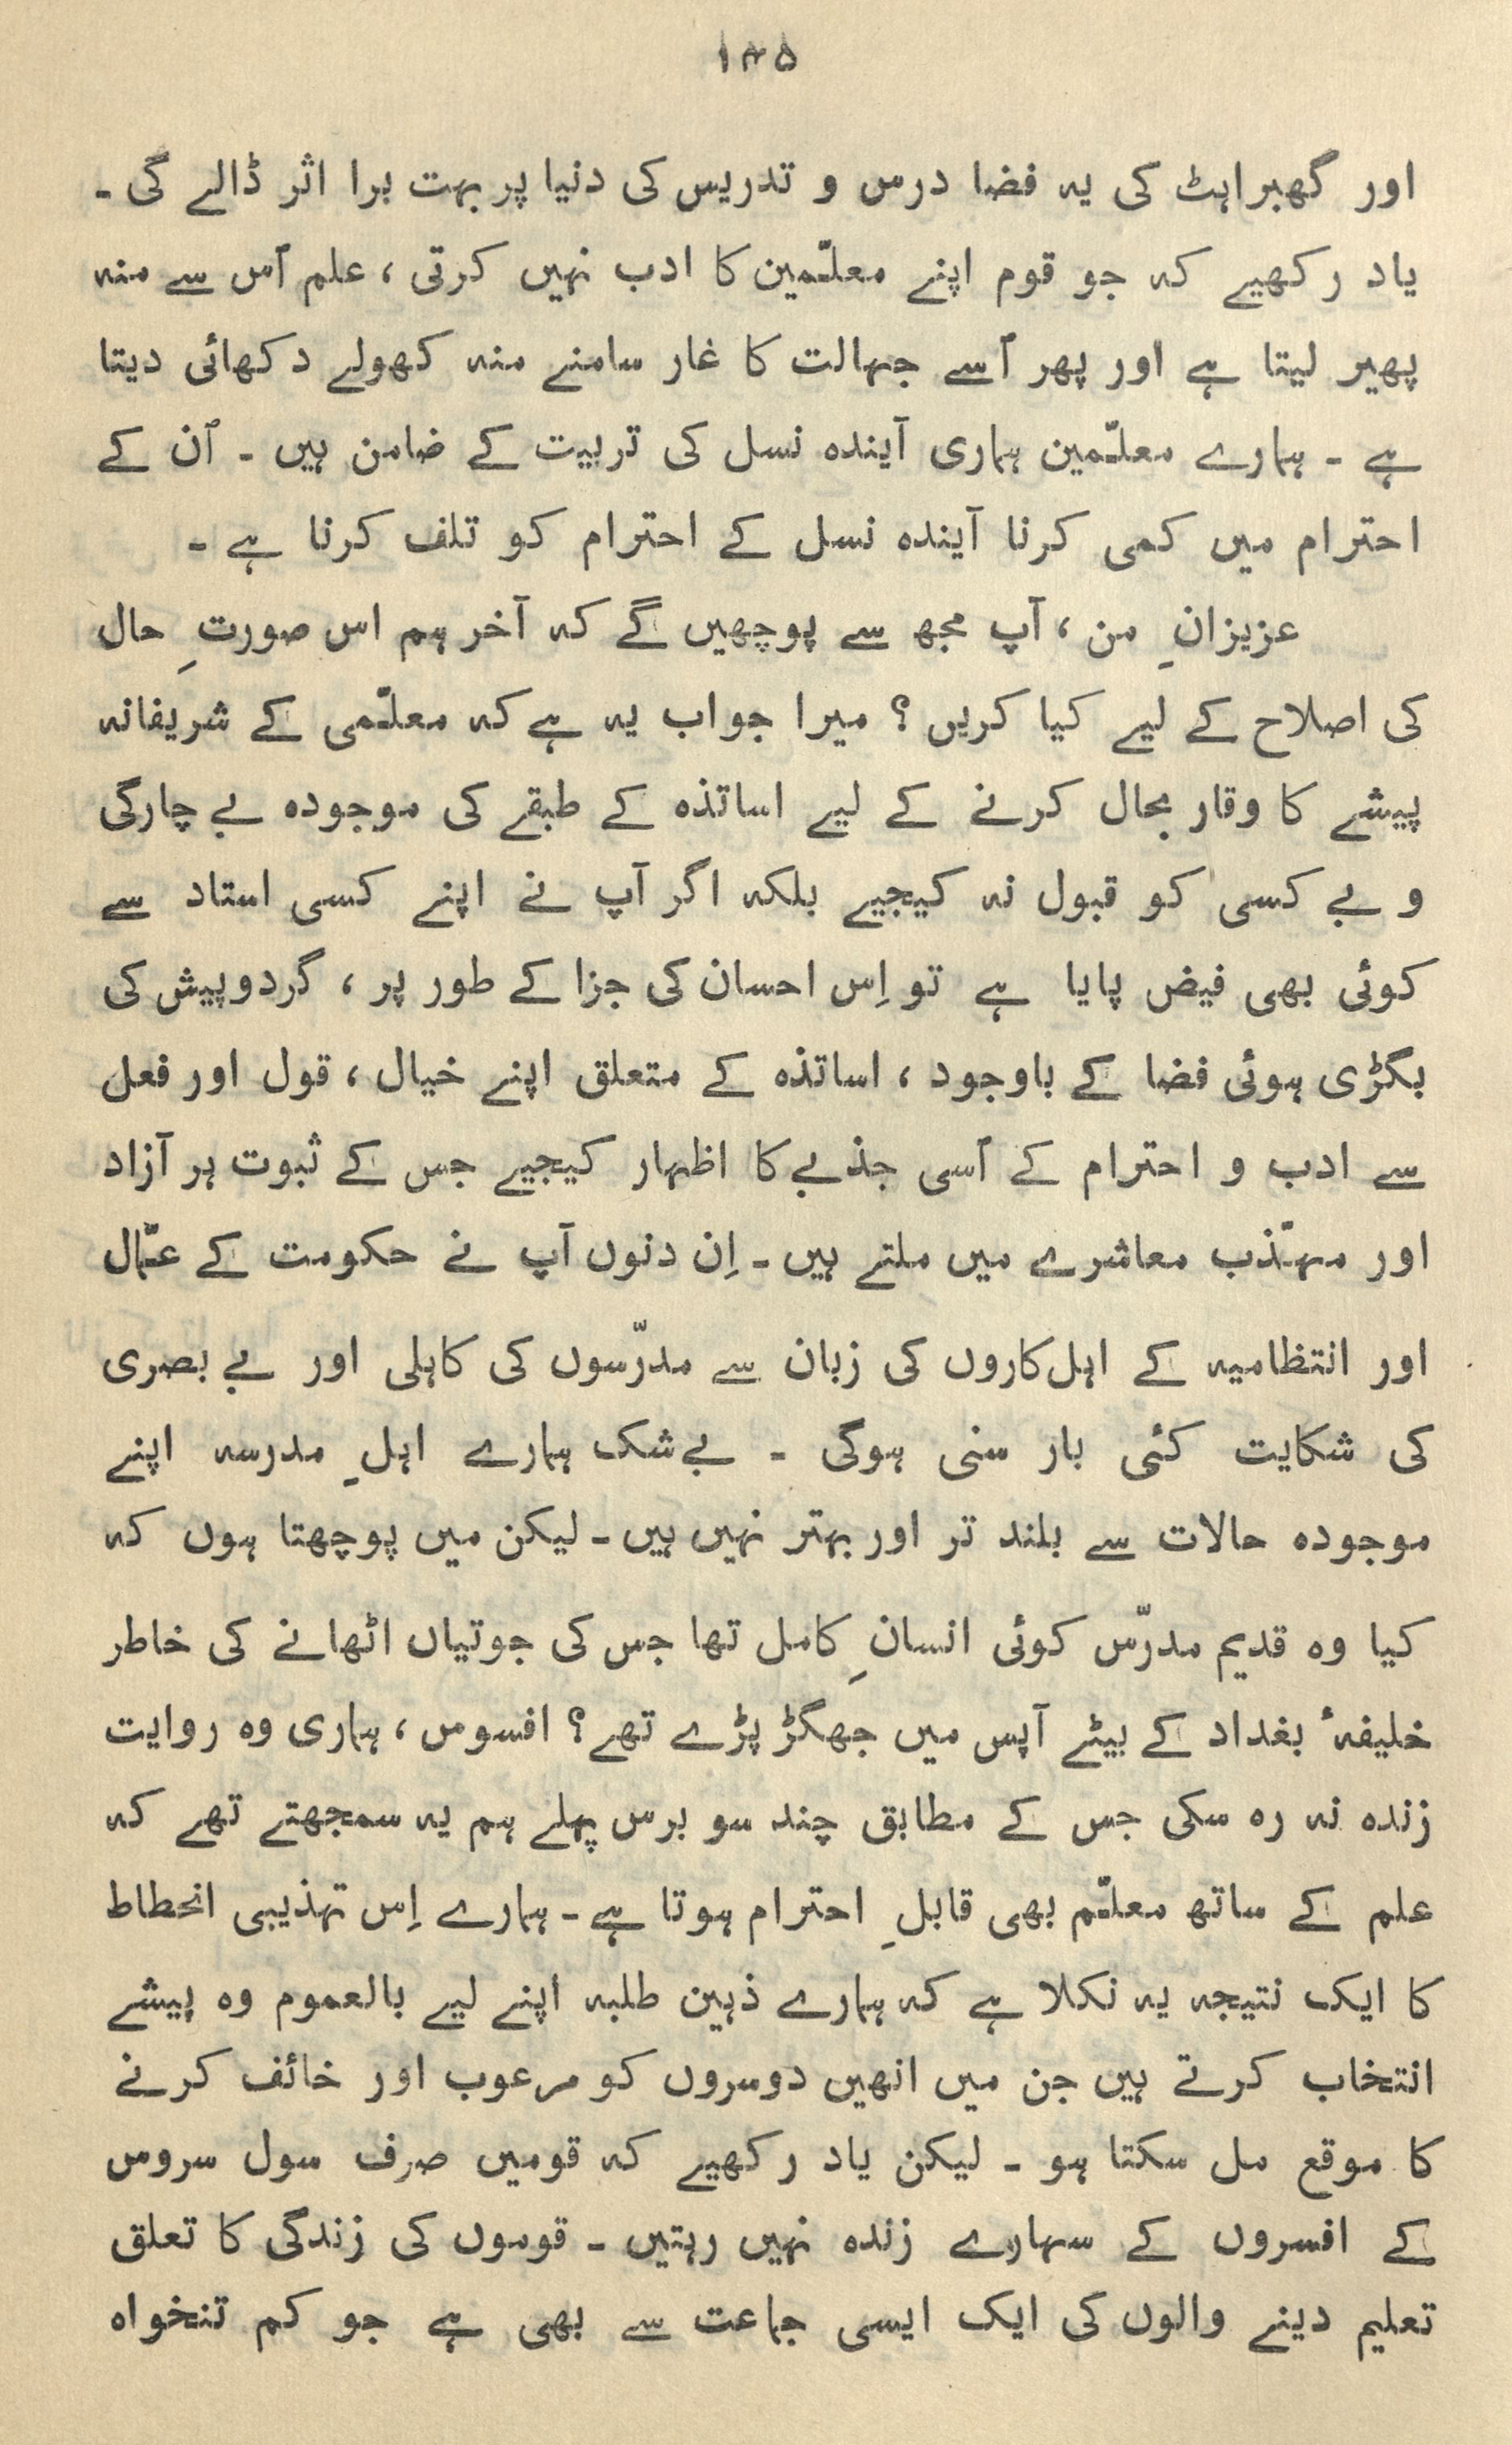 ۱۴۵
اور گھبراہٹ کی یہ فضا درس و تدریس کی دنیا پر بہت برا اثر ڈالے گی ۔
یاد رکھیے کہ جو قوم اپنے معلّمین کا ادب نہیں کرتی ، علم اُس سے منہ
پھیر لیتا ہے اور پھر اُسے جہالت کا غار سامنے منہ کھولے دکھائی دیتا
ہے ۔ ہمارے معلّمین ہماری آیندہ نسل کی تربیت کے ضامن ہیں ۔ اُن کے
احترام میں کمی کرنا آیندہ نسل کے احترام کو تلف کرنا ہے ۔
عزیزانِ من ، آپ مجھ سے پوچھیں گے کہ آخر ہم اس صورتِ حال
کی اصلاح کے لیے کیا کریں ؟ میرا جواب یہ ہے کہ معلّمی کے شریفانہ
پیشے کا وقار بحال کرنے کے لیے اساتذہ کے طبقے کی موجودہ بے چارگی
و بے کسی کو قبول نہ کیجیے بلکہ اگر آپ نے اپنے کسی استاد سے
کوئی بھی فیض پایا ہے تو اِس احسان کی جزا کے طور پر ، گردوپیش کی
بگڑی ہوئی فضا کے باوجود ، اساتذہ کے متعلق اپنے خیال ، قول اور فعل
سے ادب و احترام کے اُسی جذبے کا اظہار کیجیے جس کے ثبوت ہر آزاد
اور مہذّب معاشرے میں ملتے ہیں ۔ اِن دنوں آپ نے حکومت کے عمّال
اور انتظامیہ کے اہل کاروں کی زبان سے مدرّسوں کی کاہلی اور بے بصری
کی شکایت کئی بار سنی ہوگی ۔ بے شک ہمارے اہلِ مدرسہ اپنے
موجودہ حالات سے بلند تر اور بہتر نہیں ہیں ۔ لیکن میں پوچھتا ہوں کہ
کیا وہ قدیم مدرّس کوئی انسانِ کامل تھا جس کی جوتیاں اٹھانے کی خاطر
خلیفۂ بغداد کے بیٹے آپس میں جھگڑ پڑے تھے ؟ افسوس ، ہماری وہ روایت
زندہ نہ رہ سکی جس کے مطابق چند سو برس پہلے ہم یہ سمجھتے تھے کہ
علم کے ساتھ معلّم بھی قابلِ احترام ہوتا ہے ۔ ہمارے اِس تہذیبی انحطاط
کا ایک نتیجہ یہ نکلا ہے کہ ہمارے ذہین طلبہ اپنے لیے بالعموم وہ پیشے
انتخاب کرتے ہیں جن میں انھیں دوسروں کو مرعوب اور خائف کرنے
کا موقع مل سکتا ہو ۔ لیکن یاد رکھیے کہ قومیں صرف سول سروس
کے افسروں کے سہارے زندہ نہیں رہتیں ۔ قوموں کی زندگی کا تعلق
تعلیم دینے والوں کی ایک ایسی جماعت سے بھی ہے جو کم تنخواہ